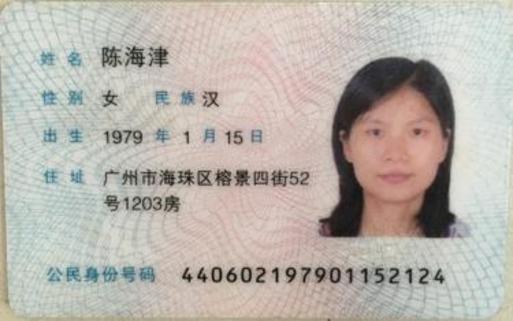 姓名 陈海津
性别 女 民族 汉
出生 1979 年 1 月 15 日
住址 广州市海珠区榕景四街52
号1203房
公民身份号码 440602197901152124